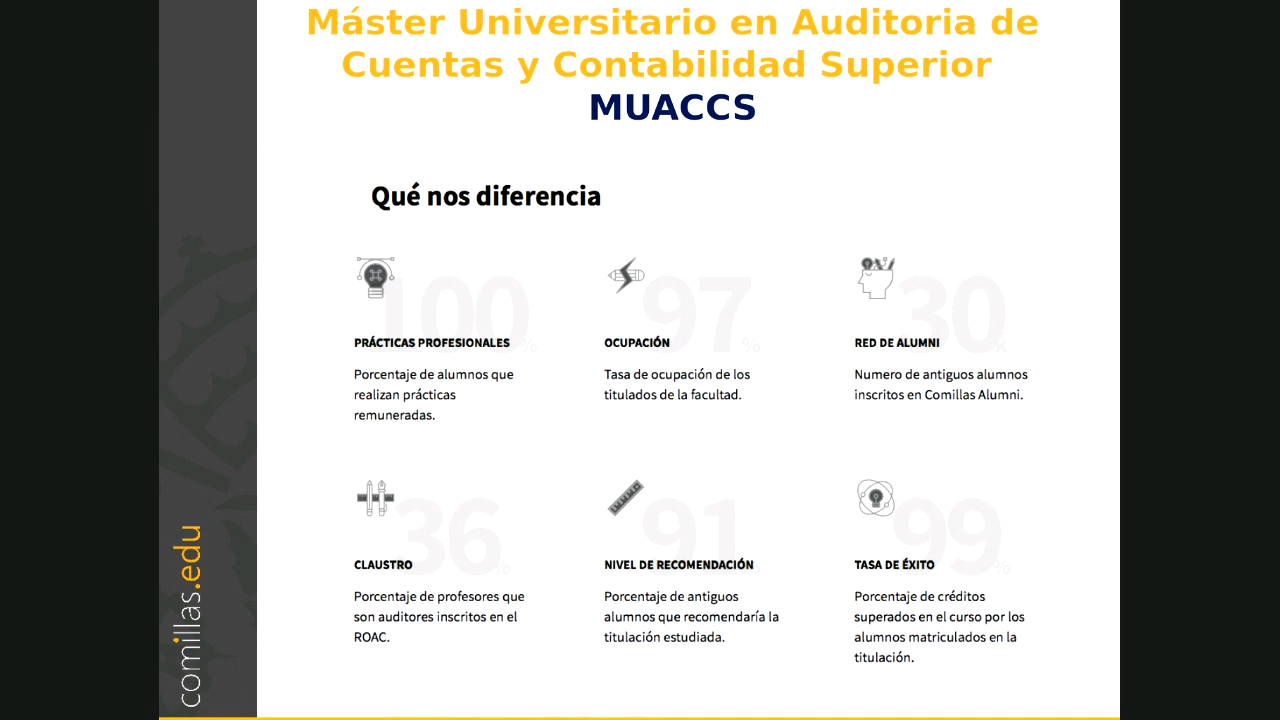 Máster Universitario en Auditoria de
Cuentas y Contabilidad Superior
MUACCS
Qué nos diferencia
100%
PRÁCTICAS PROFESIONALES
Porcentaje de alumnos que
realizan prácticas
remuneradas.
97%
OCUPACIÓN
Tasa de ocupación de los
titulados de la facultad.
30K
RED DE ALUMNI
Numero de antiguos alumnos
inscritos en Comillas Alumni.
36%
CLAUSTRO
Porcentaje de profesores que
son auditores inscritos en el
ROAC.
91%
NIVEL DE RECOMENDACIÓN
Porcentaje de antiguos
alumnos que recomendaría la
titulación estudiada.
99%
TASA DE ÉXITO
Porcentaje de créditos
superados en el curso por los
alumnos matriculados en la
titulación.
comillas.edu